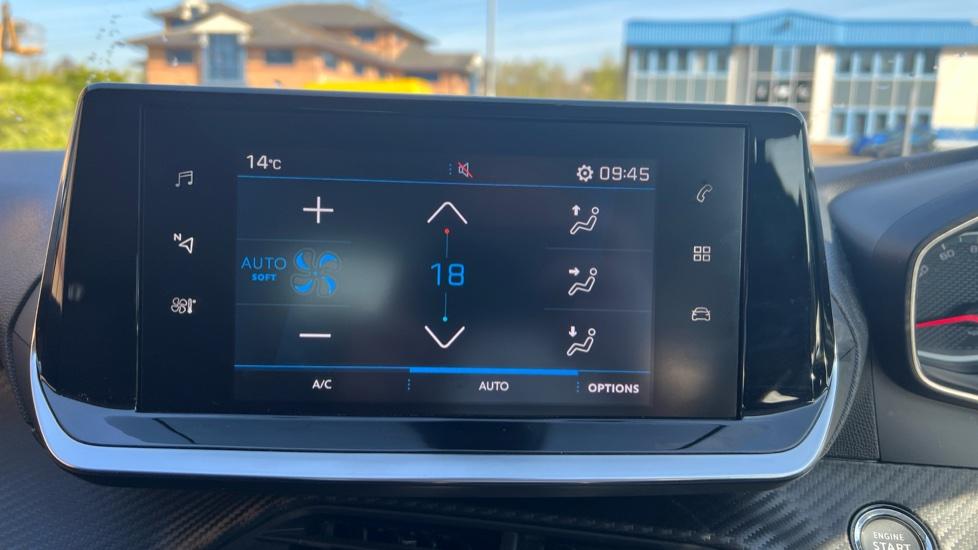 14°C 09:45
N
AUTO
SOFT
18
A/C AUTO OPTIONS
ENGINE
START